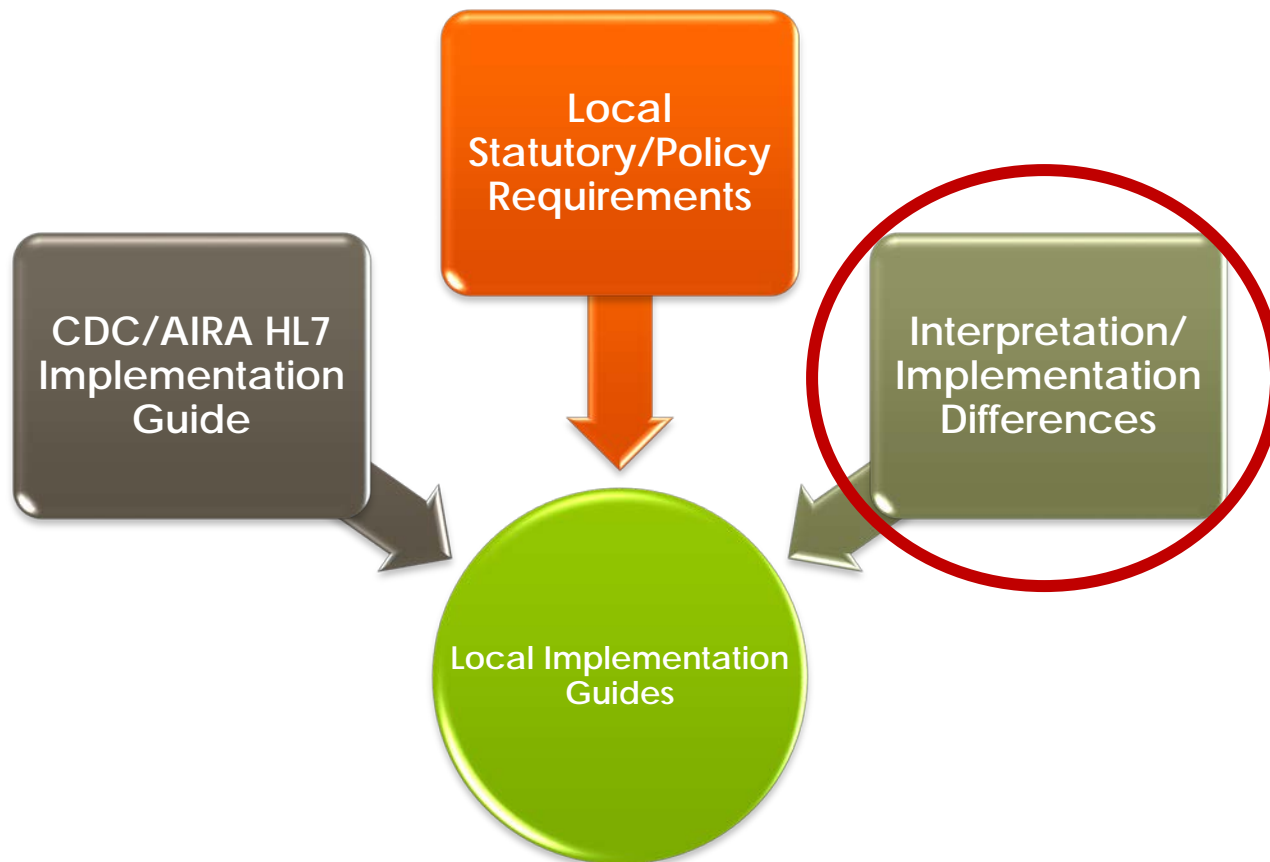 Local
Statutory/Policy
Requirements
CDC/AIRA HL7
Implementation
Guide
Interpretation/
Implementation
Differences
Local Implementation
Guides